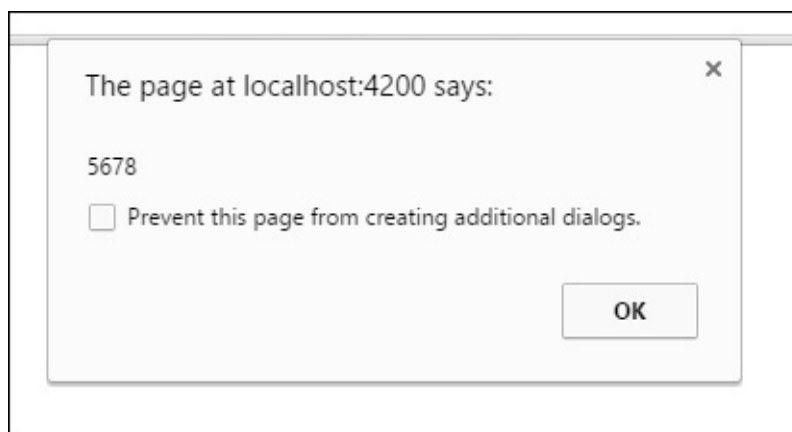 The page at localhost:4200 says:
5678
Prevent this page from creating additional dialogs.
OK